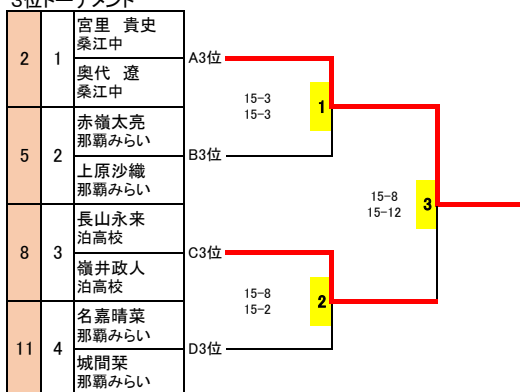 3位トーナメント
2
1
宮里 貴史
桑江中
奥代 遼
桑江中
A3位
15-3
15-3
1
5
2
赤嶺太亮
那覇みらい
上原沙織
那覇みらい
B3位
15-8
15-12
3
8
3
長山永来
泊高校
嶺井政人
泊高校
C3位
15-8
15-2
2
11
4
名嘉晴菜
那覇みらい
城間栞
那覇みらい
D3位